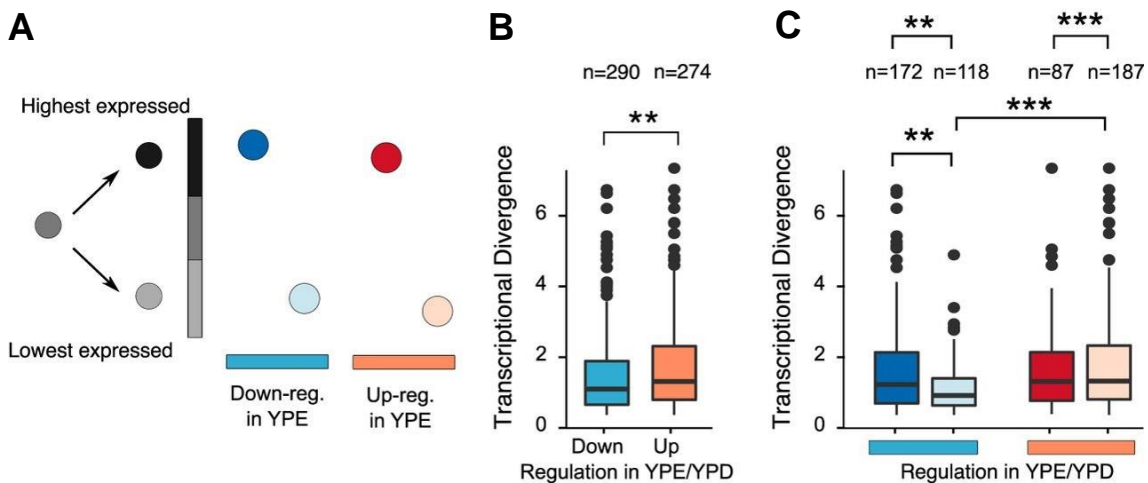 A
Highest expressed
Lowest expressed
Down-reg.
in YPE
Up-reg.
in YPE
B
n=290 n=274
**
Transcriptional Divergence
6
4
2
0
Down Up
Regulation in YPE/YPD
C
** ***
n=172 n=118 n=87 n=187
***
**
Transcriptional Divergence
6
4
2
0
Regulation in YPE/YPD